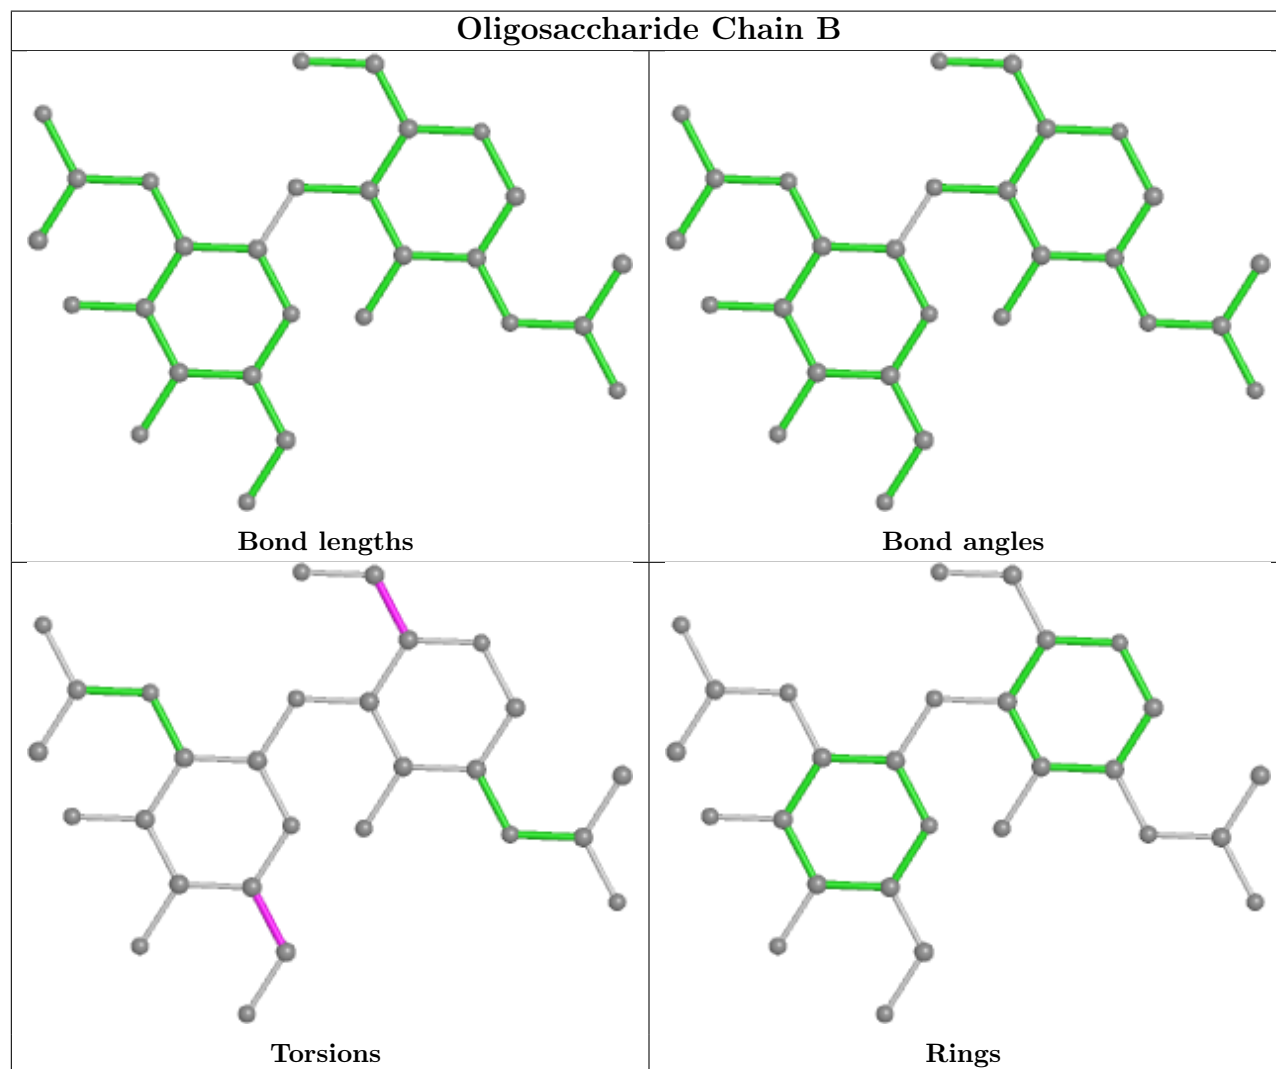 Oligosaccharide Chain B
Bond lengths
Bond angles
Torsions
Rings